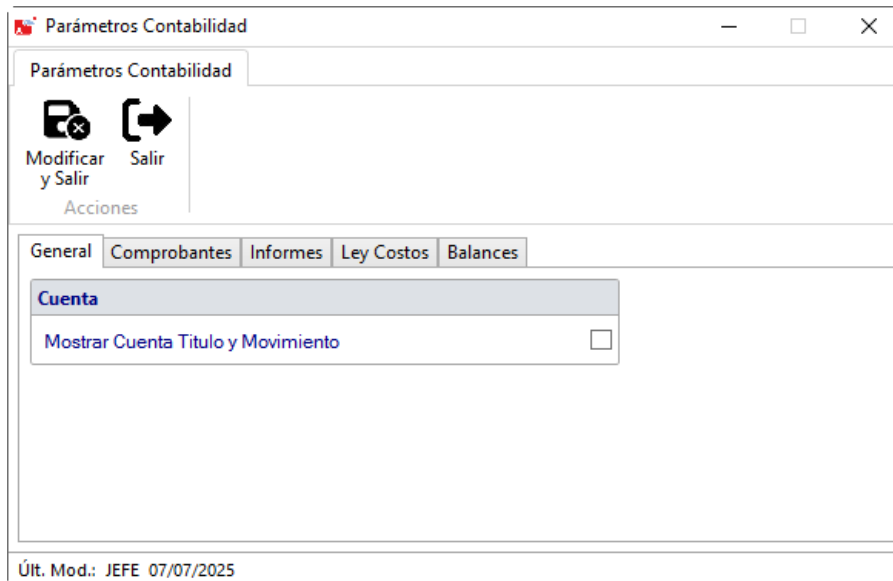 Parámetros Contabilidad
Parámetros Contabilidad
Modificar y Salir
Salir
Acciones
General Comprobantes Informes Ley Costos Balances
Cuenta
Mostrar Cuenta Titulo y Movimiento
Últ. Mod.: JEFE 07/07/2025